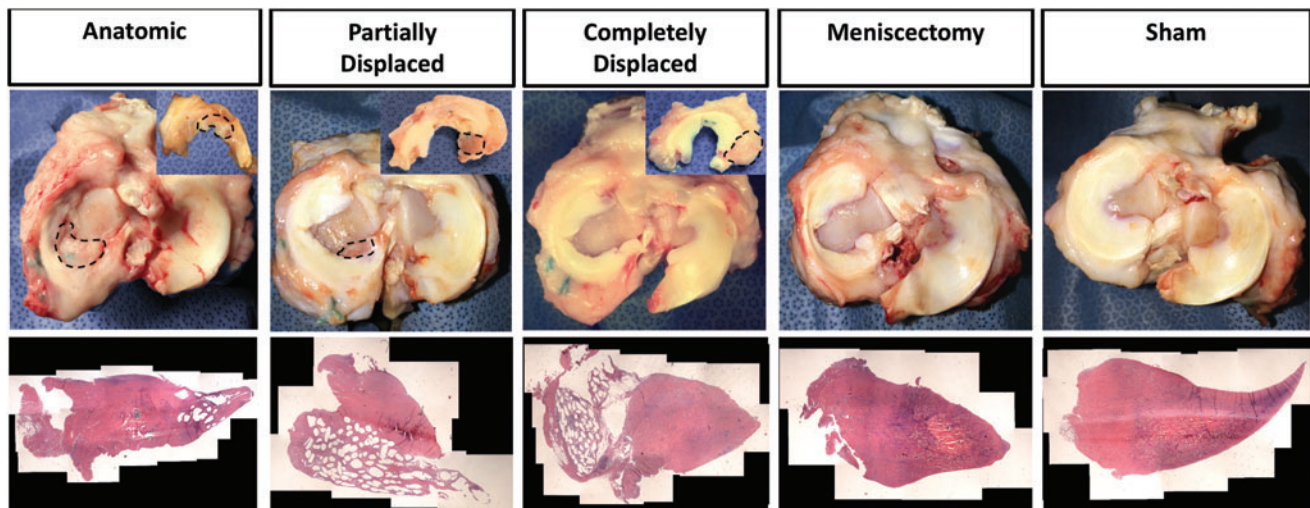 Anatomic
Partially
Displaced
Completely
Displaced
Meniscectomy
Sham